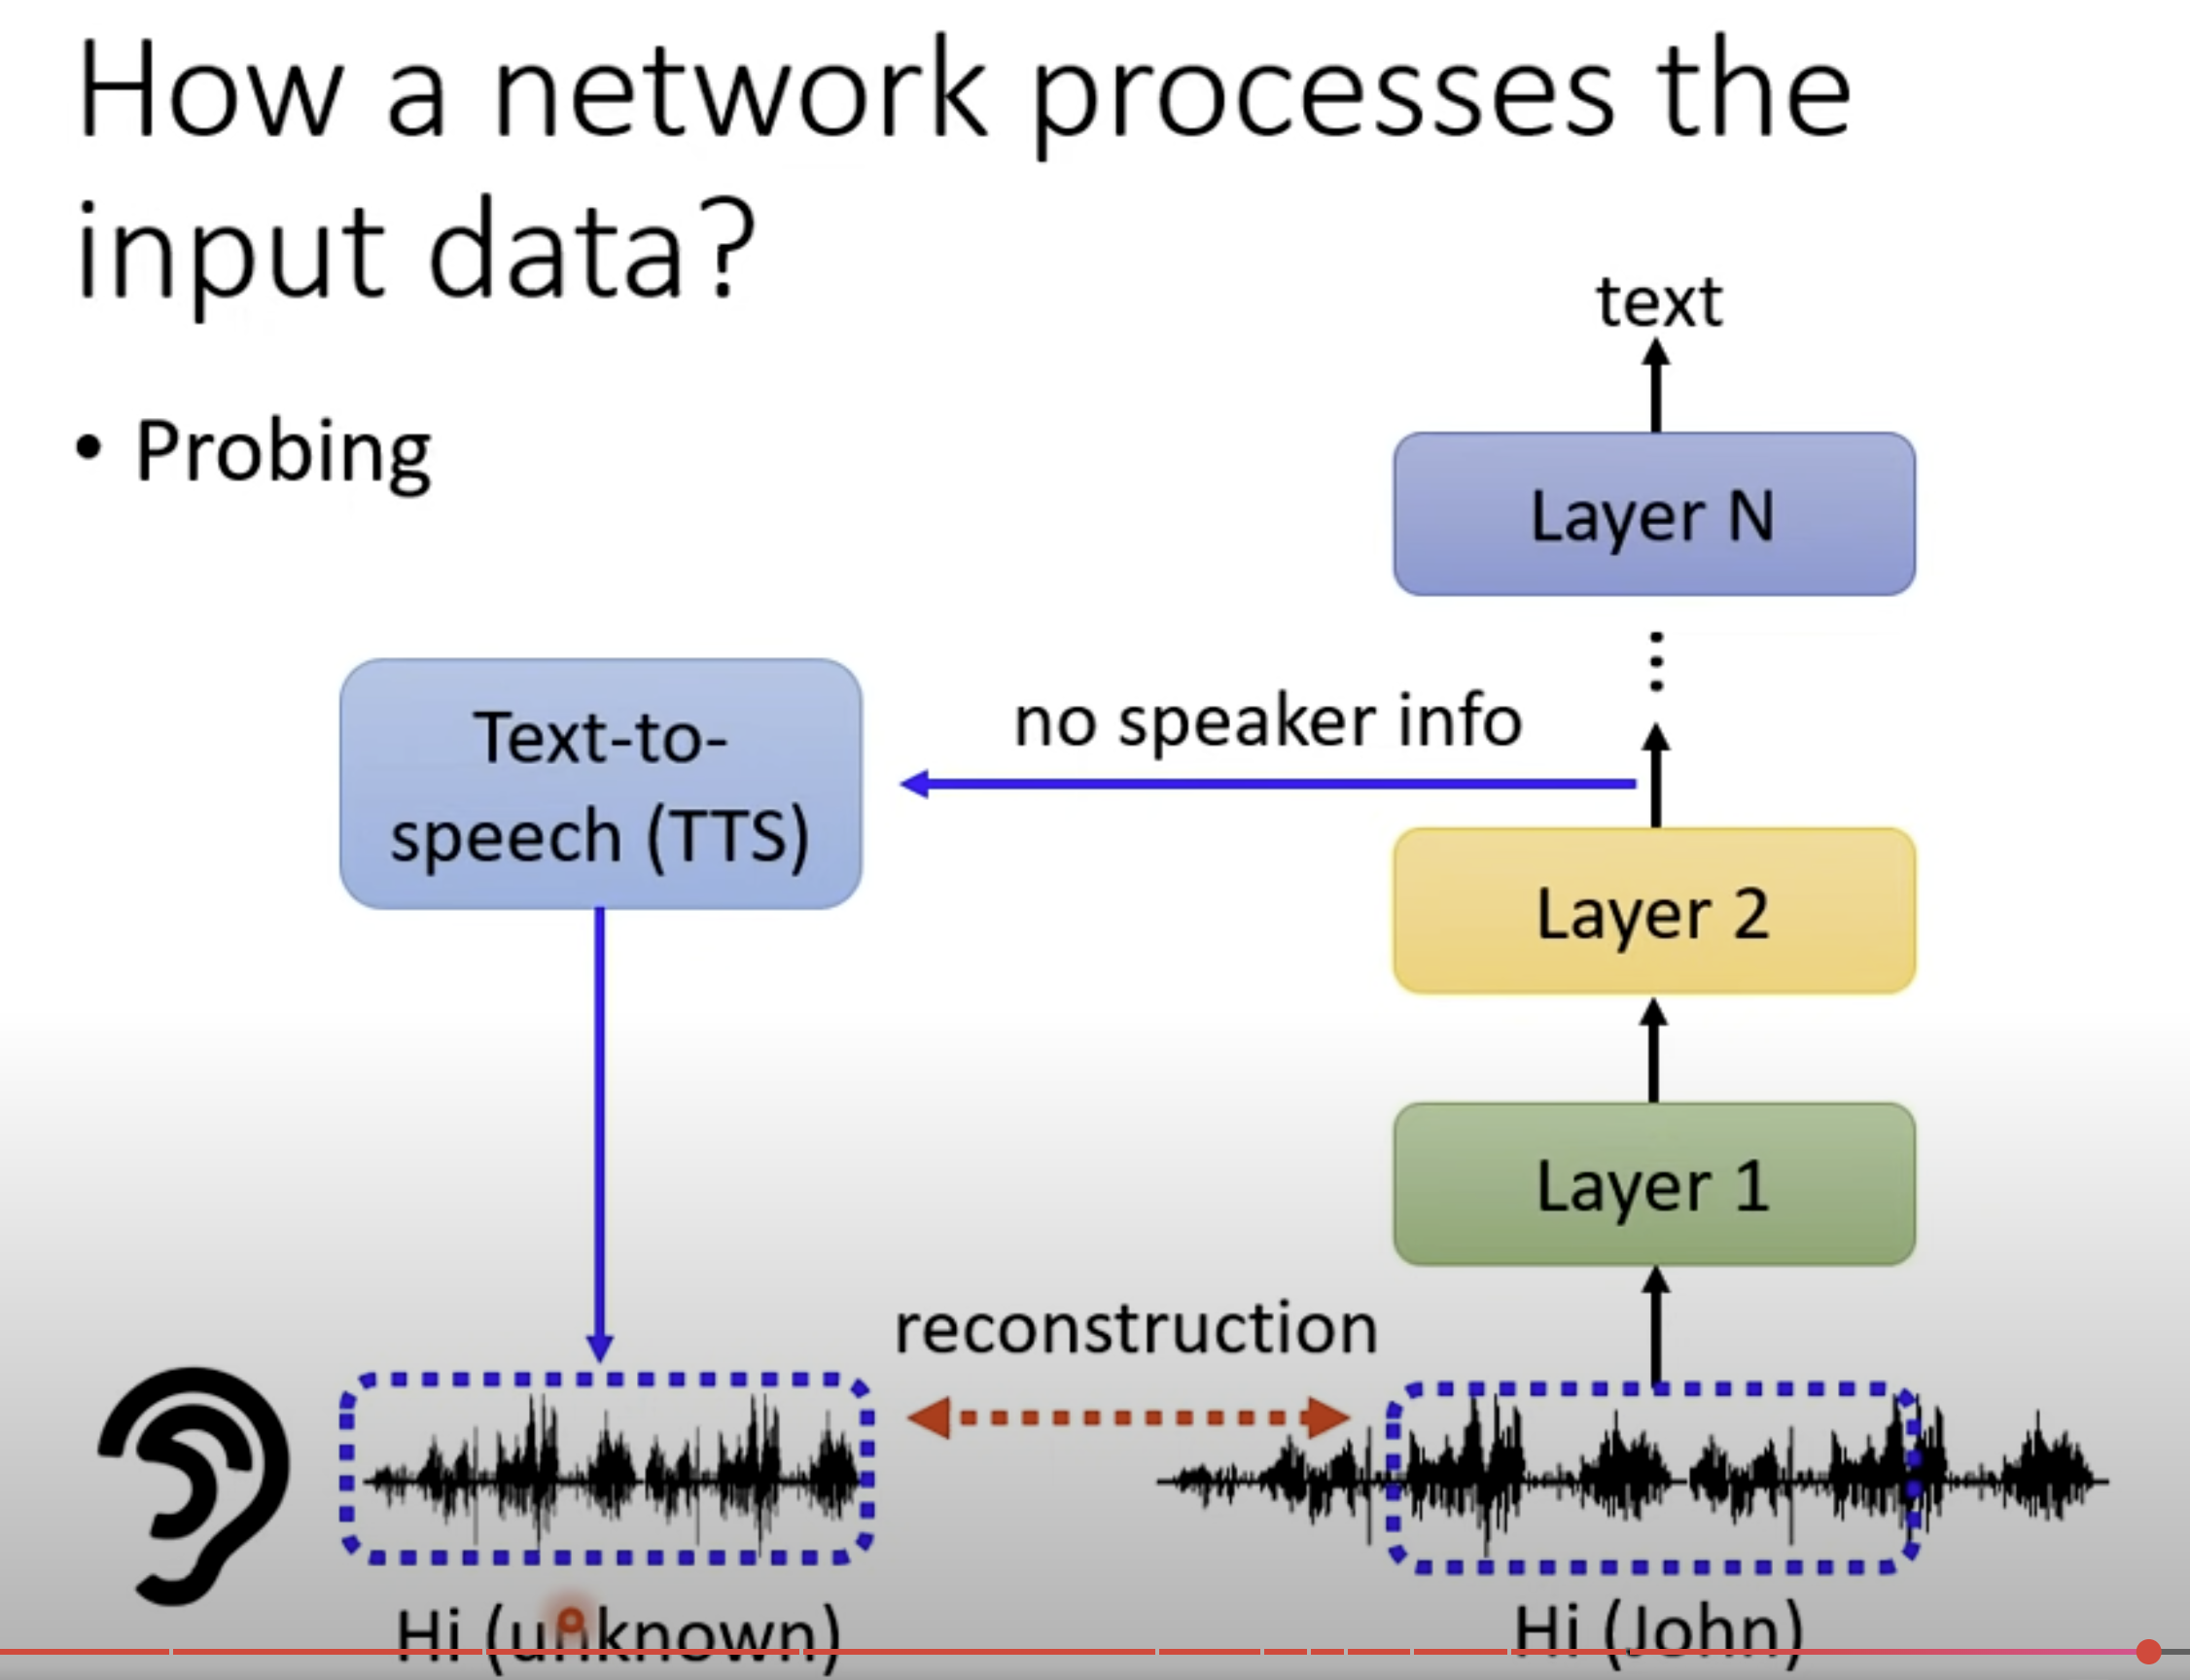 How a network processes the
input data?
• Probing
text
Layer N
Text-to-
speech (TTS)
no speaker info
Layer 2
Layer 1
reconstruction
Hi (unknown)
Hi (John)